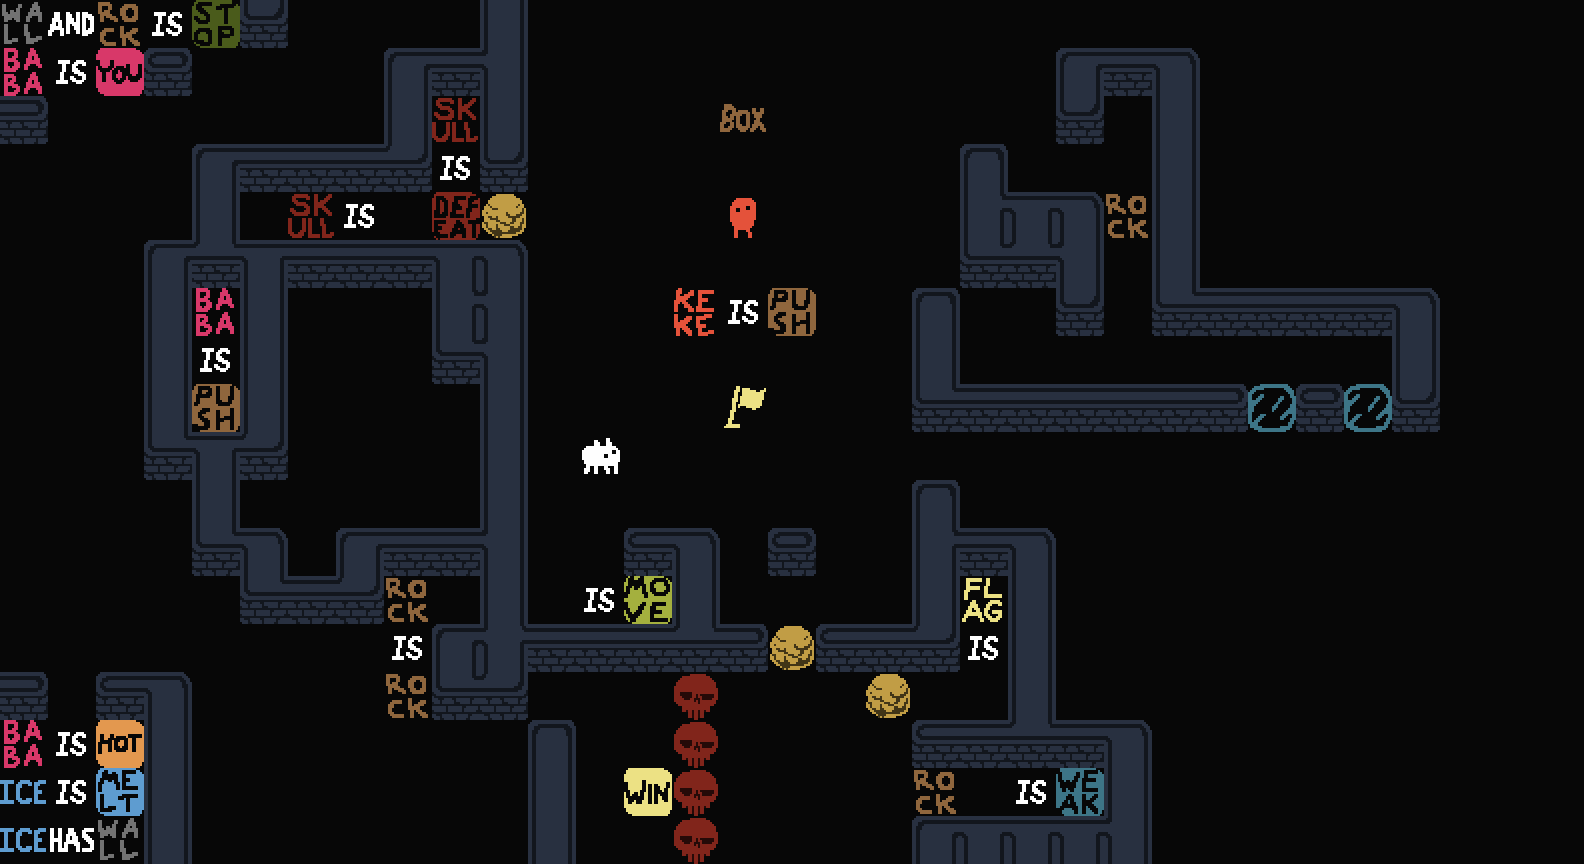 WALL AND ROCK IS STOP
BABA IS YOU
SKULL
IS
DEFEAT
SKULL IS
BOX
ROCK
BABA
IS
PUSH
KEKE IS PUSH
ROCK
IS
ROCK
IS MOVE
FLAG
IS
BABA IS HOT
ICE IS MELT
ICE HAS WALL
WIN
ROCK IS WEAK